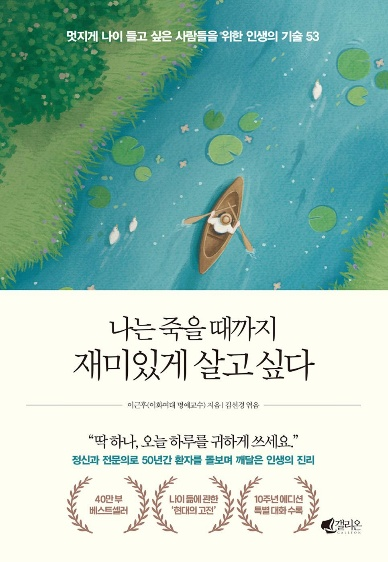 멋지게 나이 들고 싶은 사람들을 위한 인생의 기술 53
나는 죽을 때까지
재미있게 살고 싶다
이근후(이화여대 명예교수) 지음 | 김선경 엮음
“딱 하나, 오늘 하루를 귀하게 쓰세요.”
정신과 전문의로 50년간 환자를 돌보며 깨달은 인생의 진리
40만 부
베스트셀러
나이 듦에 관한
‘현대의 고전’
10주년 에디션
특별 대화 수록
갤리온
GALLEON